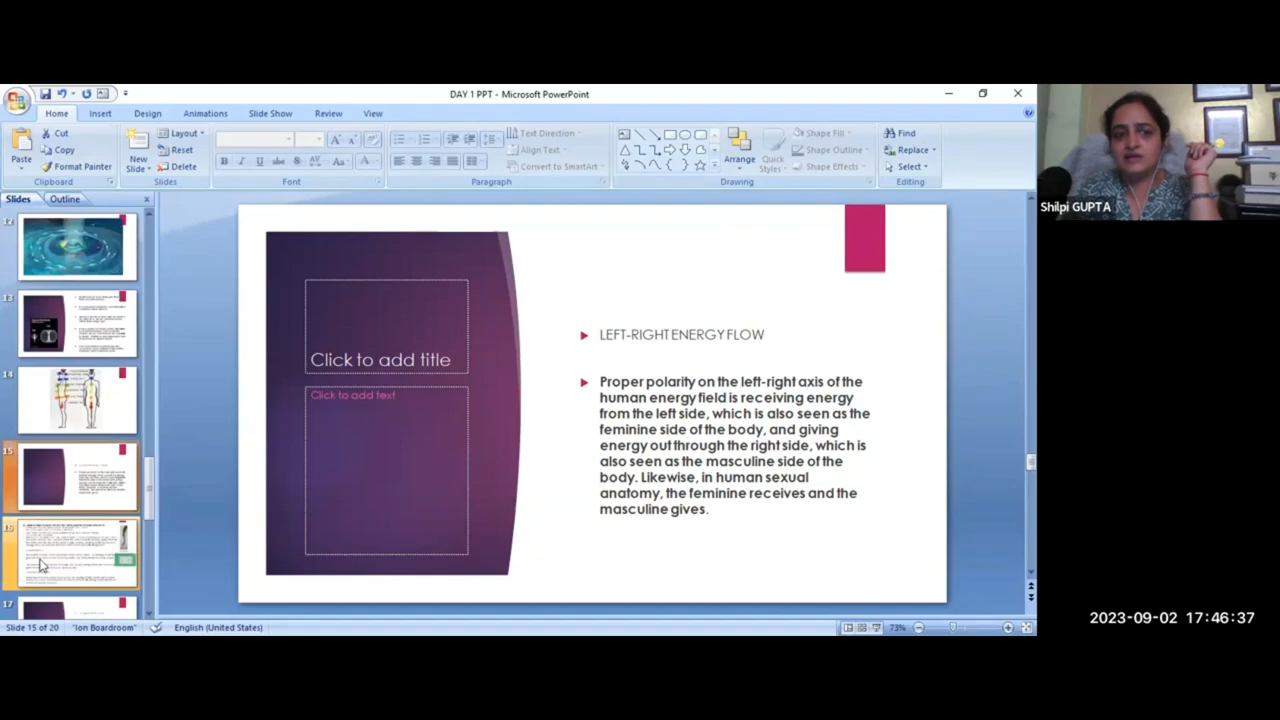 DAY 1 PPT - Microsoft PowerPoint
Home Insert Design Animations Slide Show Review View
Paste
Cut
Copy
Format Painter
Clipboard
New Slide
Layout
Reset
Delete
Slides
Font
Text Direction
Align Text
Convert to SmartArt
Paragraph
Arrange
Quick Styles
Shape Fill
Shape Outline
Shape Effects
Drawing
Find
Replace
Select
Editing
Shilpi GUPTA
Slides Outline
12
13
14
15
16
17
Click to add title
Click to add text
LEFT-RIGHT ENERGY FLOW
Proper polarity on the left-right axis of the
human energy field is receiving energy
from the left side, which is also seen as the
feminine side of the body, and giving
energy out through the right side, which is
also seen as the masculine side of the
body. Likewise, in human sexual
anatomy, the feminine receives and the
masculine gives.
Slide 15 of 20 "Ion Boardroom" English (United States) 73%
2023-09-02 17:46:37